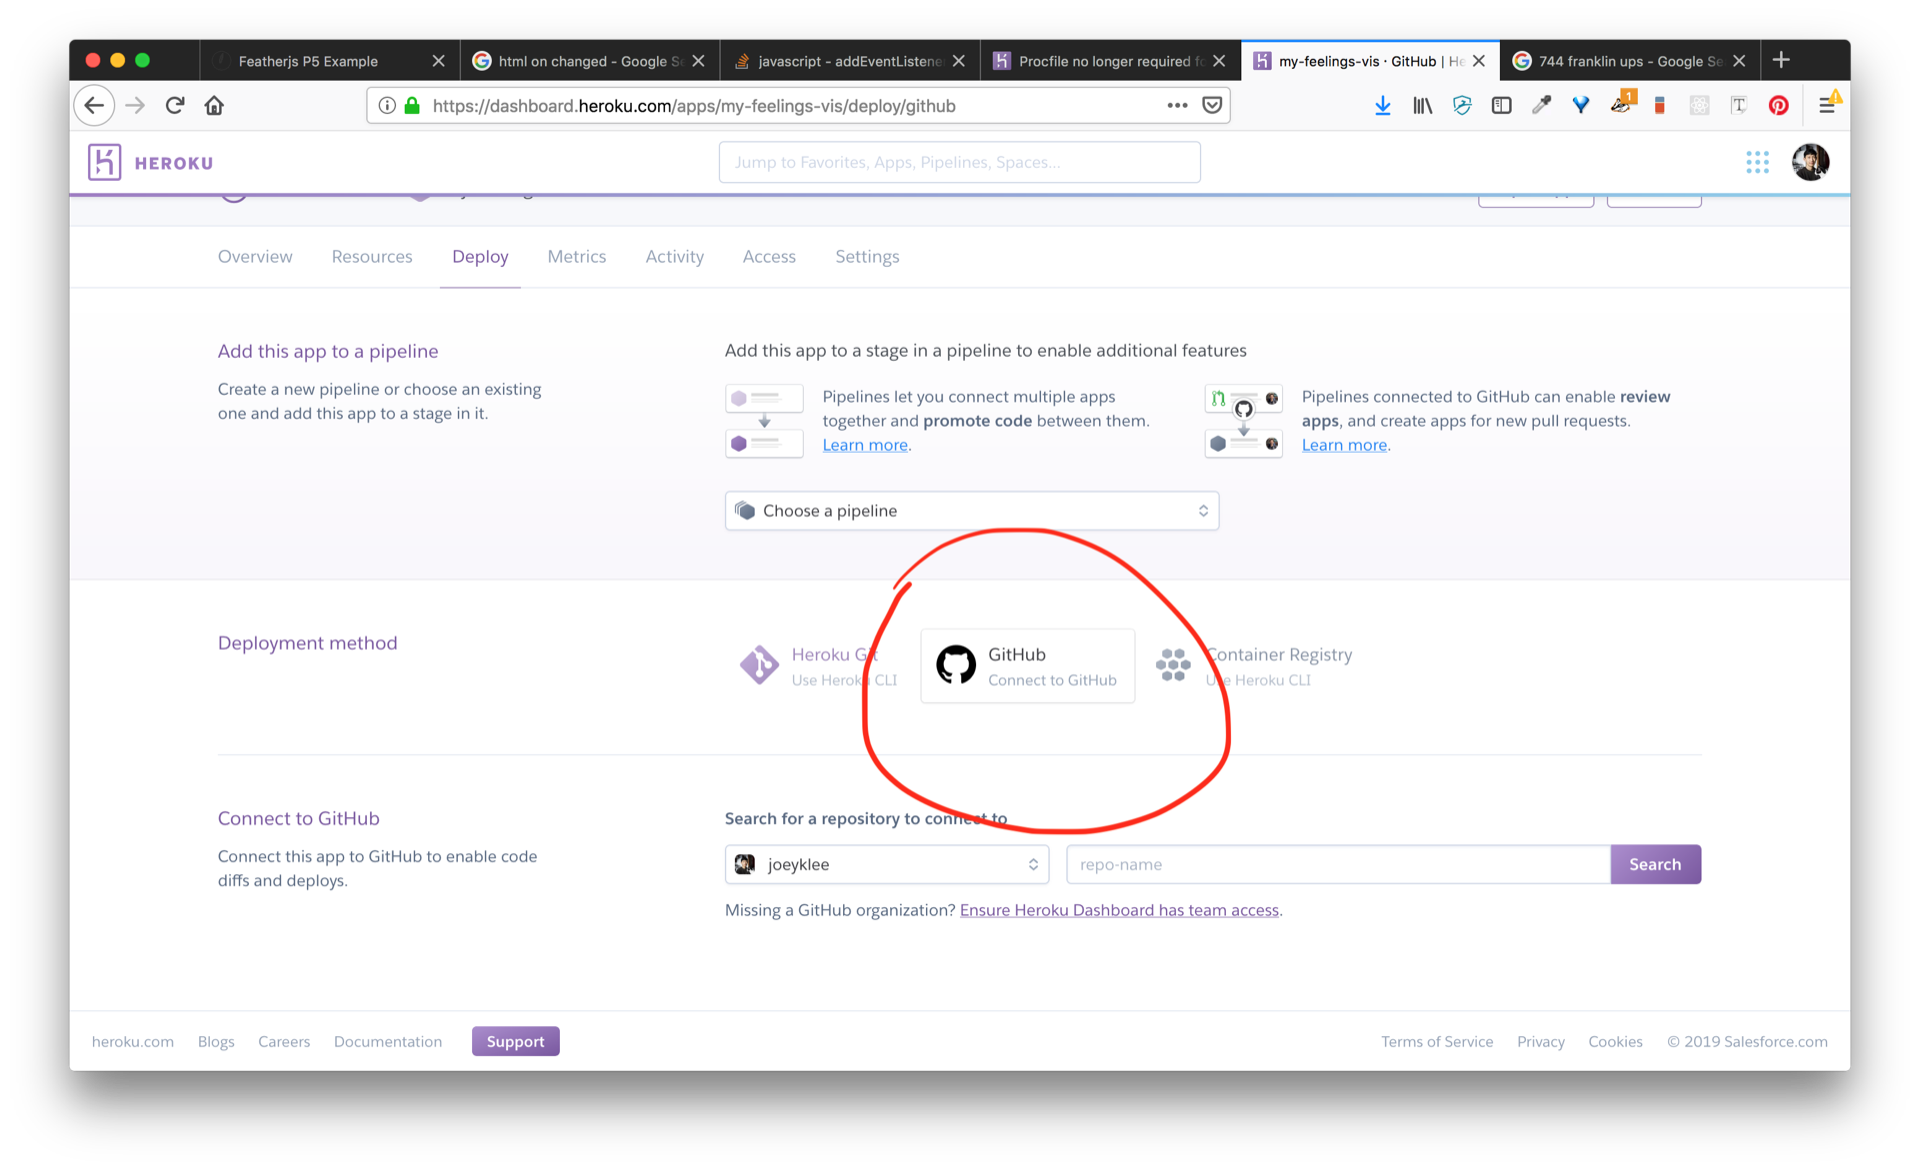 Featherjs P5 Example
html on changed - Google Se
javascript - addEventListene
Procfile no longer required fo
my-feelings-vis · GitHub | He
744 franklin ups - Google Se
https://dashboard.heroku.com/apps/my-feelings-vis/deploy/github
1
HEROKU
Jump to Favorites, Apps, Pipelines, Spaces...
Overview
Resources
Deploy
Metrics
Activity
Access
Settings
Add this app to a pipeline
Create a new pipeline or choose an existing
one and add this app to a stage in it.
Add this app to a stage in a pipeline to enable additional features
Pipelines let you connect multiple apps
together and promote code between them.
Learn more.
Pipelines connected to GitHub can enable review
apps, and create apps for new pull requests.
Learn more.
Choose a pipeline
Deployment method
Heroku Git
Use Heroku CLI
GitHub
Connect to GitHub
Container Registry
Use Heroku CLI
Connect to GitHub
Connect this app to GitHub to enable code
diffs and deploys.
Search for a repository to connect to
joeyklee
repo-name
Search
Missing a GitHub organization? Ensure Heroku Dashboard has team access.
heroku.com
Blogs
Careers
Documentation
Support
Terms of Service
Privacy
Cookies
© 2019 Salesforce.com